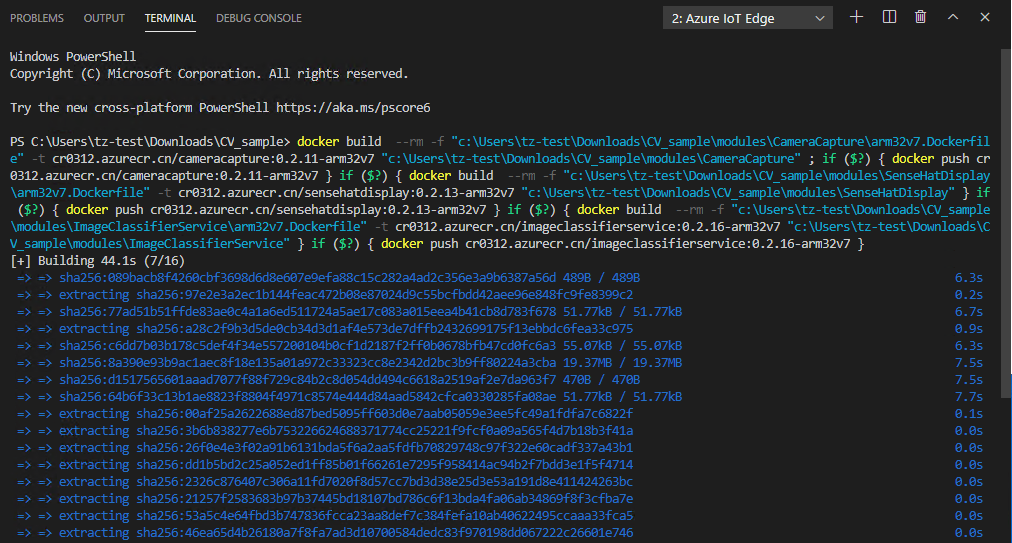 PROBLEMS OUTPUT TERMINAL DEBUG CONSOLE 2: Azure IoT Edge
Windows PowerShell
Copyright (C) Microsoft Corporation. All rights reserved.
Try the new cross-platform PowerShell https://aka.ms/pscore6
PS C:\Users\tz-test\Downloads\CV_sample> docker build --rm -f "c:\Users\tz-test\Downloads\CV_sample\modules\CameraCapture\arm32v7.Dockerfil
e" -t cr0312.azurecr.cn/cameracapture:0.2.11-arm32v7 "c:\Users\tz-test\Downloads\CV_sample\modules\CameraCapture" ; if ($?) { docker push cr
0312.azurecr.cn/cameracapture:0.2.11-arm32v7 } if ($?) { docker build --rm -f "c:\Users\tz-test\Downloads\CV_sample\modules\SenseHatDisplay
\arm32v7.Dockerfile" -t cr0312.azurecr.cn/sensehatdisplay:0.2.13-arm32v7 "c:\Users\tz-test\Downloads\CV_sample\modules\SenseHatDisplay" } if
($?) { docker push cr0312.azurecr.cn/sensehatdisplay:0.2.13-arm32v7 } if ($?) { docker build --rm -f "c:\Users\tz-test\Downloads\CV_sample
\modules\ImageClassifierService\arm32v7.Dockerfile" -t cr0312.azurecr.cn/imageclassifierservice:0.2.16-arm32v7 "c:\Users\tz-test\Downloads\C
V_sample\modules\ImageClassifierService" } if ($?) { docker push cr0312.azurecr.cn/imageclassifierservice:0.2.16-arm32v7 }
[+] Building 44.1s (7/16)
=> => sha256:089bacb8f4260cbf3698d6d8e607e9efa88c15c282a4ad2c356e3a9b6387a56d 489B / 489B 6.3s
=> => extracting sha256:97e2e3a2ec1b144feac472b08e87024d9c55bcfbdd42aee96e848fc9fe8399c2 0.2s
=> => sha256:77ad51b51ffde83ae0c4a1a6ed511724a5ae17c083a015eea4b41cb8d783f678 51.77kB / 51.77kB 6.7s
=> => extracting sha256:a28c2f9b3d5de0cb34d3d1af4e573de7dffb2432699175f13ebbdc6fea33c975 0.9s
=> => sha256:c6dd7b03b178c5def4f34e557200104b0cf1d2187f2ff0b0678bfb47cd0fc6a3 55.07kB / 55.07kB 6.3s
=> => sha256:8a390e93b9ac1aec8f18e135a01a972c33323cc8e2342d2bc3b9ff80224a3cba 19.37MB / 19.37MB 7.5s
=> => sha256:d1517565601aaad7077f88f729c84b2c8d054dd494c6618a2519af2e7da963f7 470B / 470B 7.5s
=> => sha256:64b6f33c13b1ae8823f8804f4971c8574e444d84aad5842cfca0330285fa08ae 51.77kB / 51.77kB 7.7s
=> => extracting sha256:00af25a2622688ed87bed5095ff603d0e7aab05059e3ee5fc49a1fdfa7c6822f 0.1s
=> => extracting sha256:3b6b838277e6b753226624688371774cc25221f9fcf0a09a565f4d7b18b3f41a 0.0s
=> => extracting sha256:26f0e4e3f02a91b6131bda5f6a2aa5fdfb70829748c97f322e60cadf337a43b1 0.0s
=> => extracting sha256:dd1b5bd2c25a052ed1ff85b01f66261e7295f958414ac94b2f7bdd3e1f5f4714 0.0s
=> => extracting sha256:2326c876407c306a11fd7020f8d57cc7bd3d38e25d3e53a191d8e411424263bc 0.0s
=> => extracting sha256:21257f2583683b97b37445bd18107bd786c6f13bda4fa06ab34869f8f3cfba7e 0.0s
=> => extracting sha256:53a5c4e64fbd3b747836fcca23aa8def7c384fefa10ab40622495ccaaa33fca5 0.0s
=> => extracting sha256:46ea65d4b26180a7f8fa7ad3d10700584dedc83f970198dd067222c26601e746 0.0s